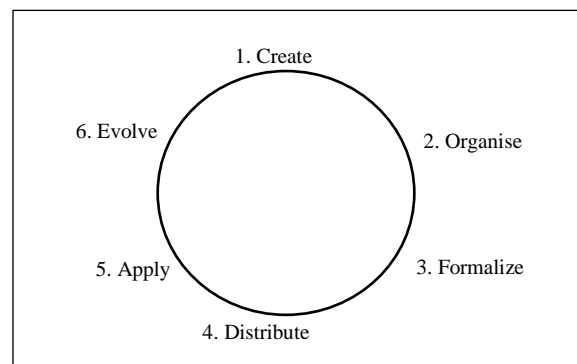 1. Create
2. Organise
3. Formalize
4. Distribute
5. Apply
6. Evolve